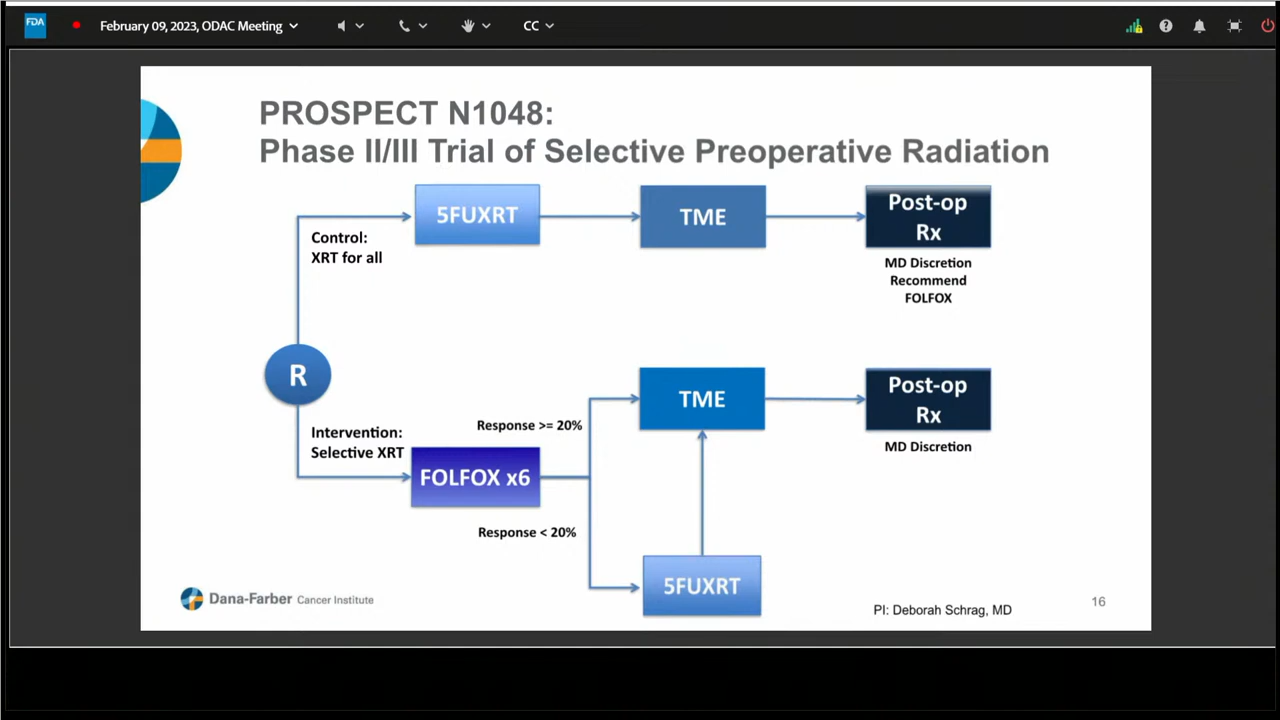 FDA
February 09, 2023, ODAC Meeting
CC
PROSPECT N1048:
Phase II/III Trial of Selective Preoperative Radiation
5FUXRT
TME
Post-op
Rx
Control:
XRT for all
MD Discretion
Recommend
FOLFOX
R
Intervention:
Selective XRT
FOLFOX x6
Response >= 20%
TME
Post-op
Rx
MD Discretion
Response < 20%
5FUXRT
Dana-Farber Cancer Institute
PI: Deborah Schrag, MD
16